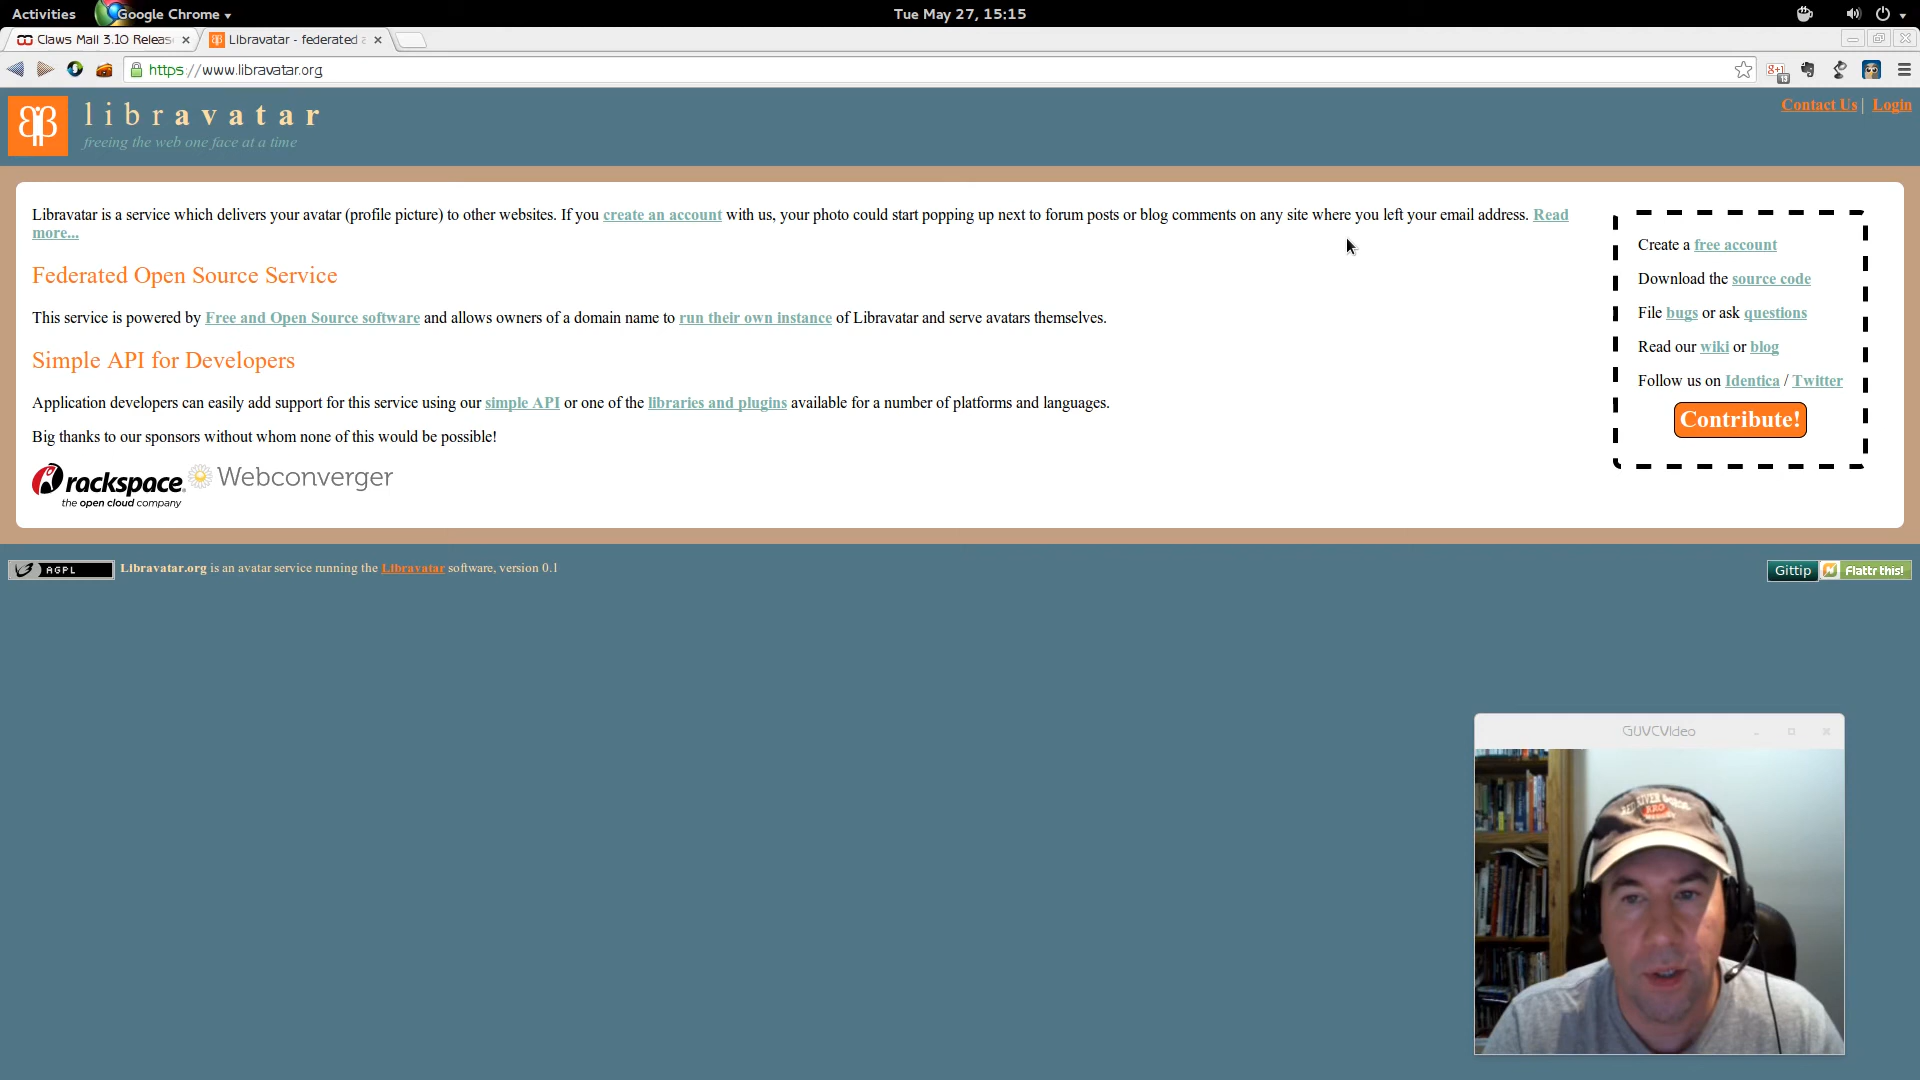 Activities Google Chrome Tue May 27, 15:15
Claws Mail 3.10 Releas Libravatar - federated a
https://www.libravatar.org
libravatar
freeing the web one face at a time
Contact Us | Login
Libravatar is a service which delivers your avatar (profile picture) to other websites. If you create an account with us, your photo could start popping up next to forum posts or blog comments on any site where you left your email address. Read
more...
Federated Open Source Service
This service is powered by Free and Open Source software and allows owners of a domain name to run their own instance of Libravatar and serve avatars themselves.
Simple API for Developers
Application developers can easily add support for this service using our simple API or one of the libraries and plugins available for a number of platforms and languages.
Big thanks to our sponsors without whom none of this would be possible!
rackspace Webconverger
the open cloud company
Create a free account
Download the source code
File bugs or ask questions
Read our wiki or blog
Follow us on Identica / Twitter
Contribute!
AGPL Libravatar.org is an avatar service running the Libravatar software, version 0.1
Gittip Flattr this!
GUVCVideo
RED RIVER
RRG